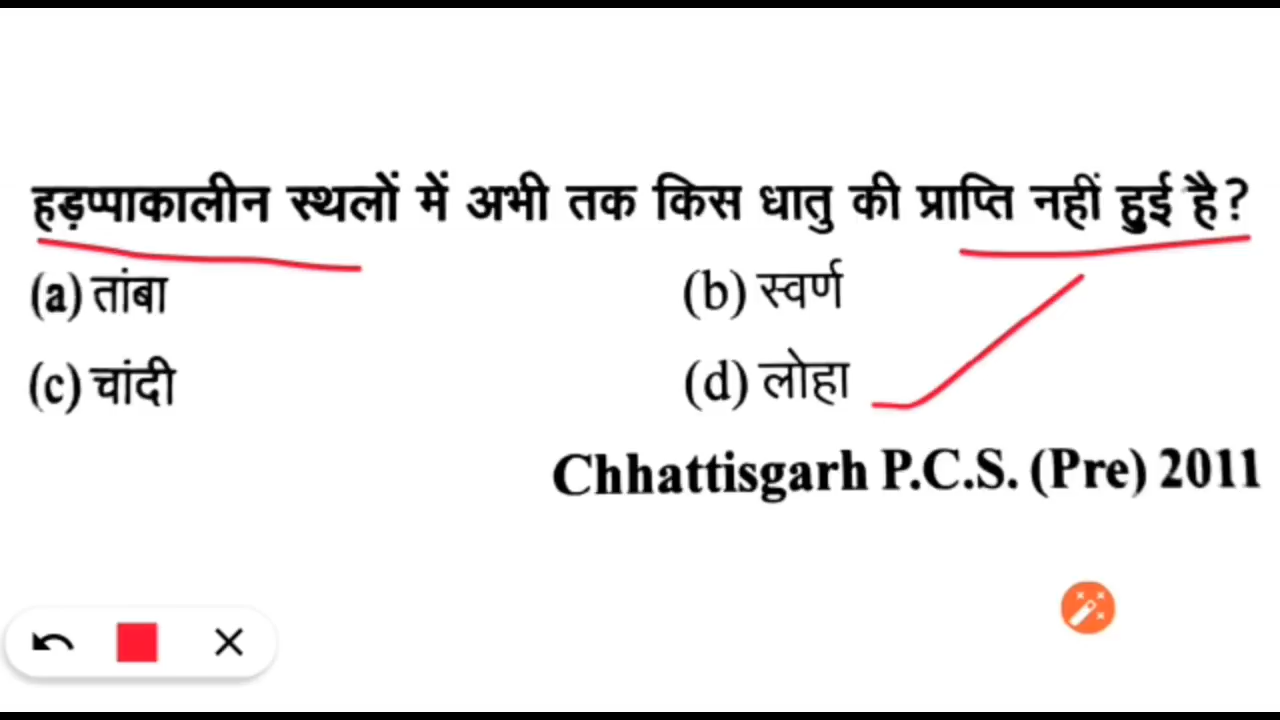 हड़प्पाकालीन स्थलों में अभी तक किस धातु की प्राप्ति नहीं हुई है?
(a) तांबा (b) स्वर्ण
(c) चांदी (d) लोहा
Chhattisgarh P.C.S. (Pre) 2011